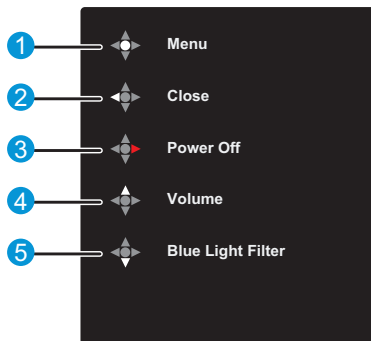 1 Menu
2 Close
3 Power Off
4 Volume
5 Blue Light Filter